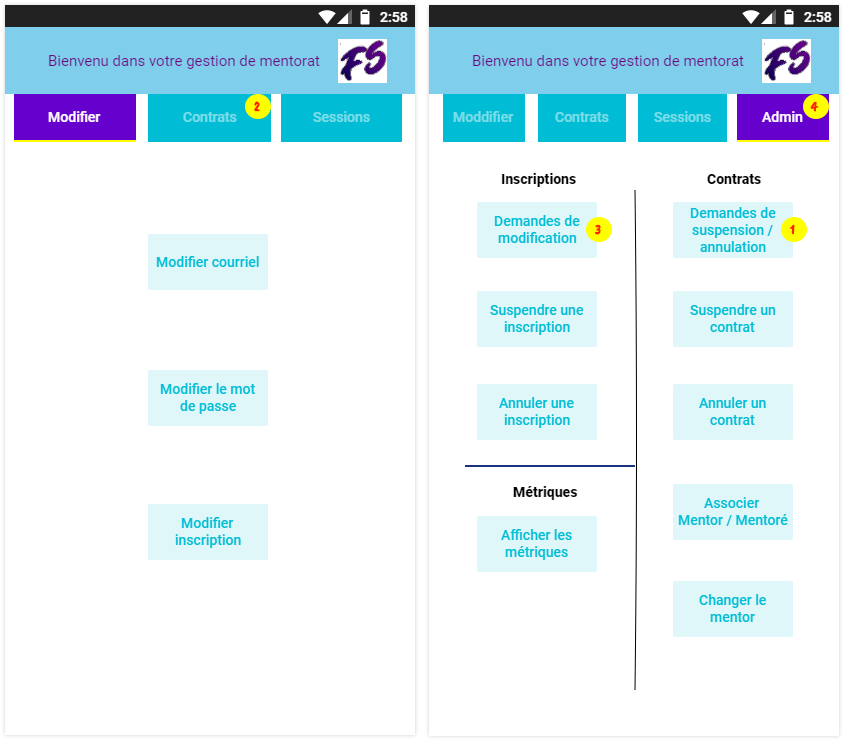 2:58
Bienvenu dans votre gestion de mentorat
FS
Modifier
Contrats
2
Sessions
Modifier courriel
Modifier le mot
de passe
Modifier
inscription
2:58
Bienvenu dans votre gestion de mentorat
FS
Moddifier
Contrats
Sessions
Admin
4
Inscriptions
Demandes de
modification
3
Suspendre une
inscription
Annuler une
inscription
Métriques
Afficher les
métriques
Contrats
Demandes de
suspension /
annulation
1
Suspendre un
contrat
Annuler un
contrat
Associer
Mentor / Mentoré
Changer le
mentor